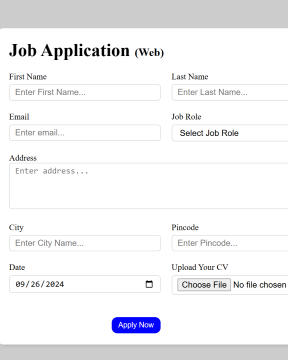 Job Application (Web)
First Name Last Name
Enter First Name... Enter Last Name...
Email Job Role
Enter email... Select Job Role
Address
Enter address...
City Pincode
Enter City Name... Enter Pincode...
Date Upload Your CV
09/26/2024 Choose File No file chosen
Apply Now